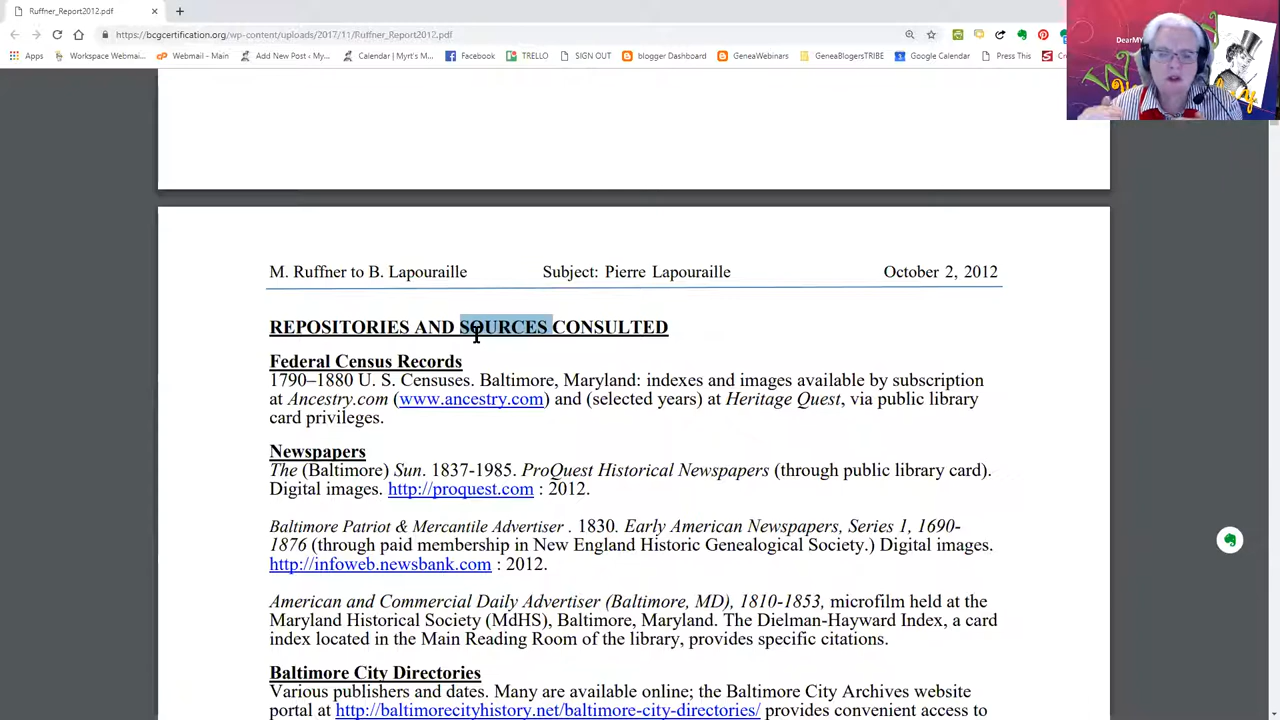 Ruffner_Report2012.pdf
https://bcgcertification.org/wp-content/uploads/2017/11/Ruffner_Report2012.pdf
Apps Workspace Webmail... Webmail - Main Add New Post ‹ My... Calendar ‹ Myrt's M... Facebook TRELLO SIGN OUT blogger Dashboard GeneaWebinars GeneaBloggersTRIBE Google Calendar Press This
DearMY
M. Ruffner to B. Lapouraille Subject: Pierre Lapouraille October 2, 2012
REPOSITORIES AND SOURCES CONSULTED
Federal Census Records
1790–1880 U. S. Censuses. Baltimore, Maryland: indexes and images available by subscription
at Ancestry.com (www.ancestry.com) and (selected years) at Heritage Quest, via public library
card privileges.
Newspapers
The (Baltimore) Sun. 1837-1985. ProQuest Historical Newspapers (through public library card).
Digital images. http://proquest.com : 2012.
Baltimore Patriot & Mercantile Advertiser . 1830. Early American Newspapers, Series 1, 1690-
1876 (through paid membership in New England Historic Genealogical Society.) Digital images.
http://infoweb.newsbank.com : 2012.
American and Commercial Daily Advertiser (Baltimore, MD), 1810-1853, microfilm held at the
Maryland Historical Society (MdHS), Baltimore, Maryland. The Dielman-Hayward Index, a card
index located in the Main Reading Room of the library, provides specific citations.
Baltimore City Directories
Various publishers and dates. Many are available online; the Baltimore City Archives website
portal at http://baltimorecityhistory.net/baltimore-city-directories/ provides convenient access to